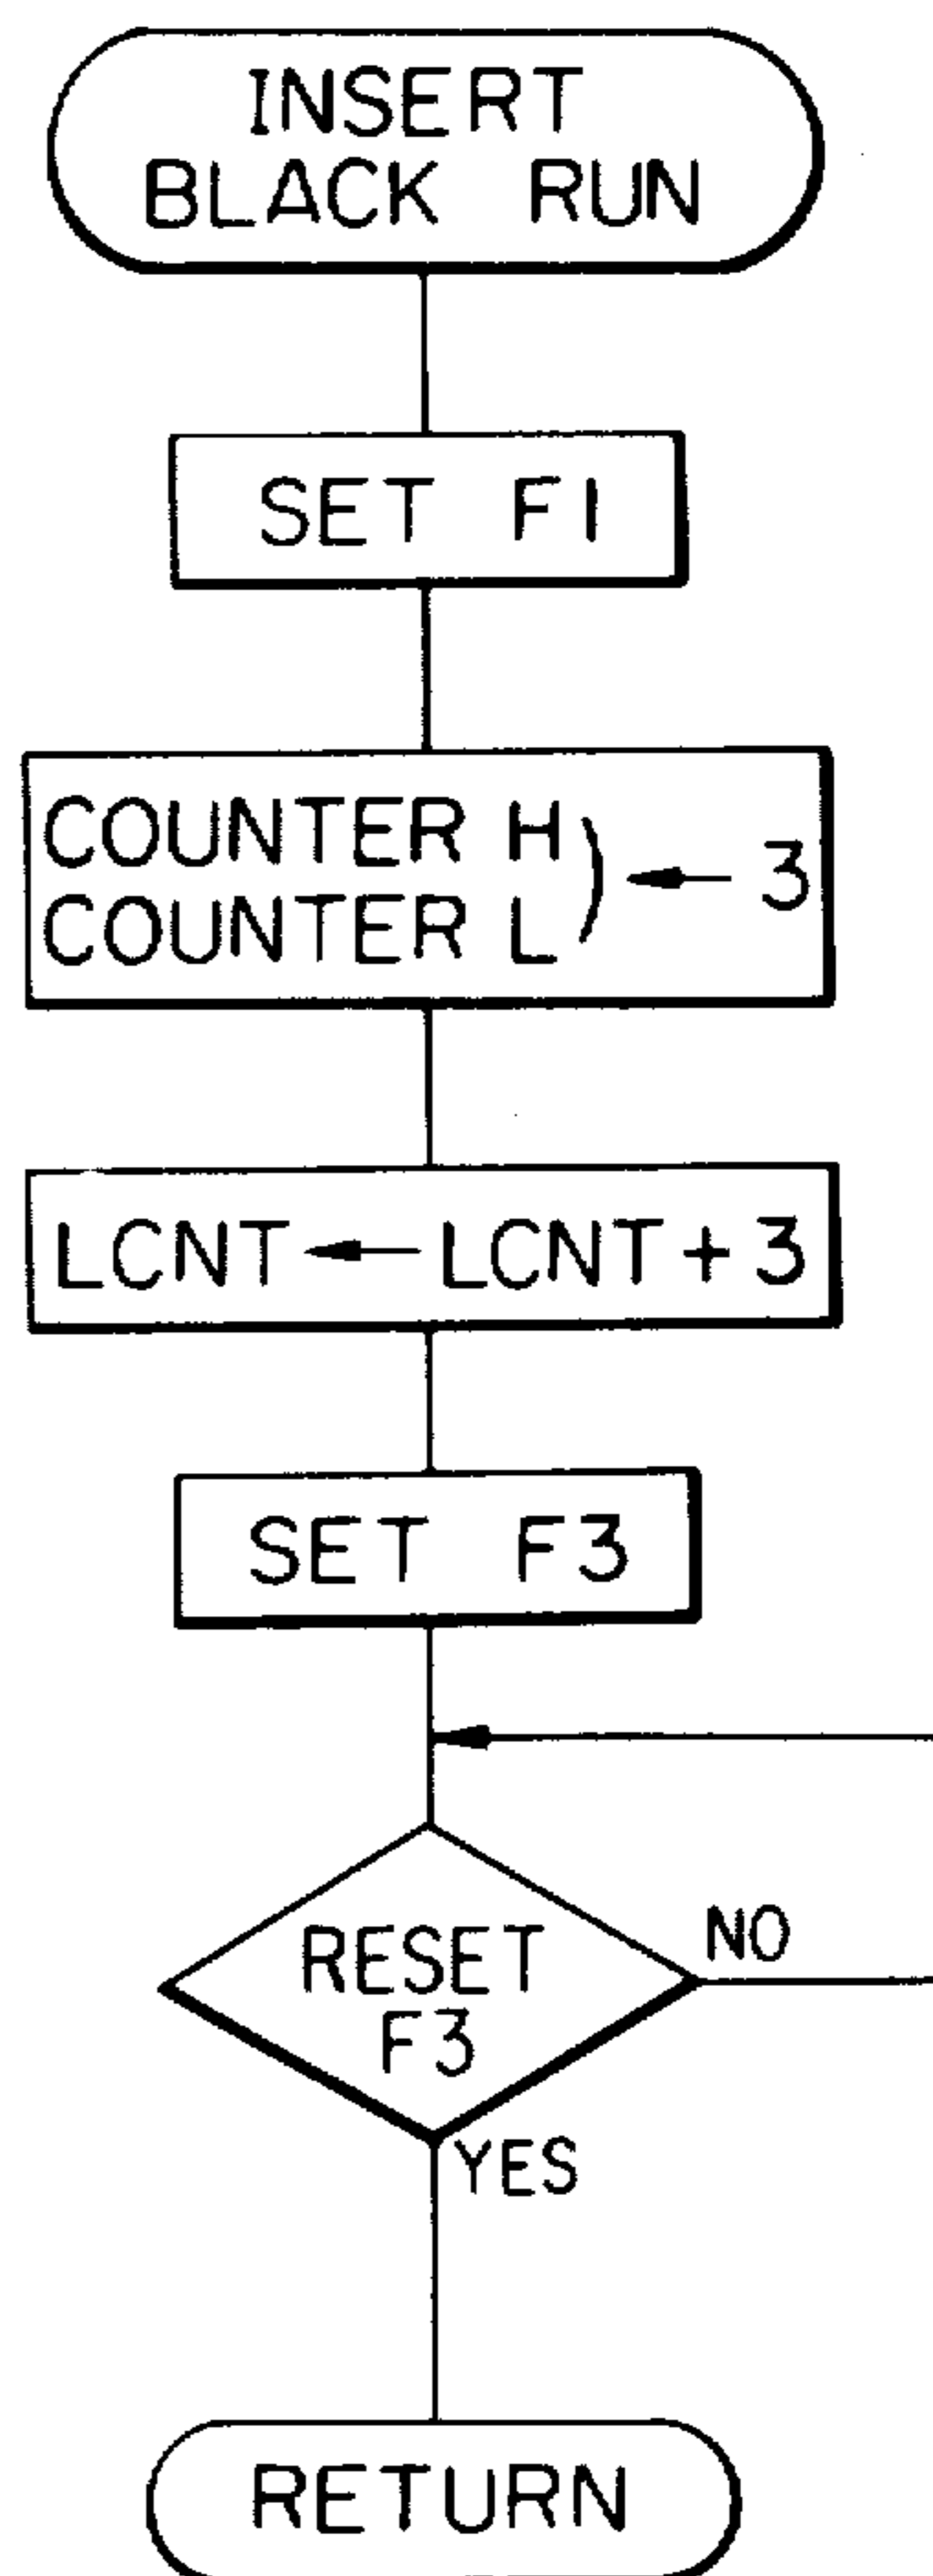 INSERT
BLACK RUN
SET F1
COUNTER H
COUNTER L) ← 3
LCNT ← LCNT + 3
SET F3
RESET
F3
NO
YES
RETURN